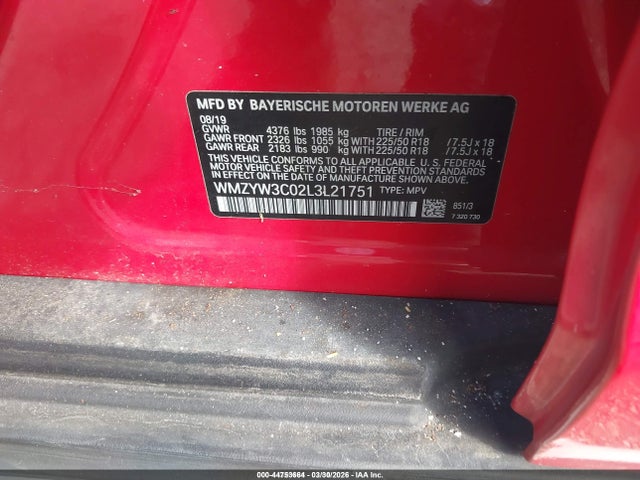 MFD BY BAYERISCHE MOTOREN WERKE AG
08/19
GVWR 4376 lbs 1985 kg TIRE / RIM
GAWR FRONT 2326 lbs 1055 kg WITH 225/50 R18 /7.5J x 18
GAWR REAR 2183 lbs 990 kg WITH 225/50 R18 /7.5J x 18
THIS VEHICLE CONFORMS TO ALL APPLICABLE U.S. FEDERAL
MOTOR VEHICLE SAFETY AND THEFT PREVENTION STANDARDS
IN EFFECT ON THE DATE OF MANUFACTURE SHOWN ABOVE.
WMZYW3C02L3L21751 TYPE: MPV
851/3
7 320 730
000-44753664 | 03/30/2026 | IAA Inc.